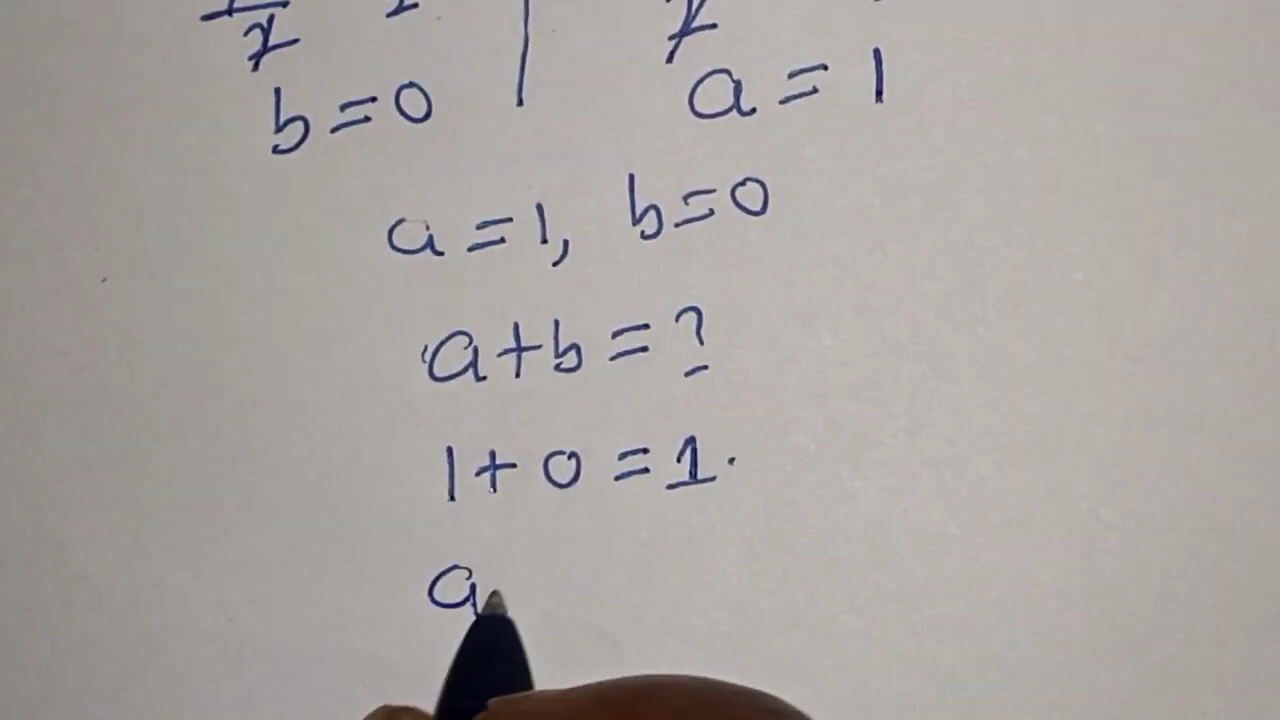 b=0 a=1
a=1, b=0
a+b=?
1+0=1.
a